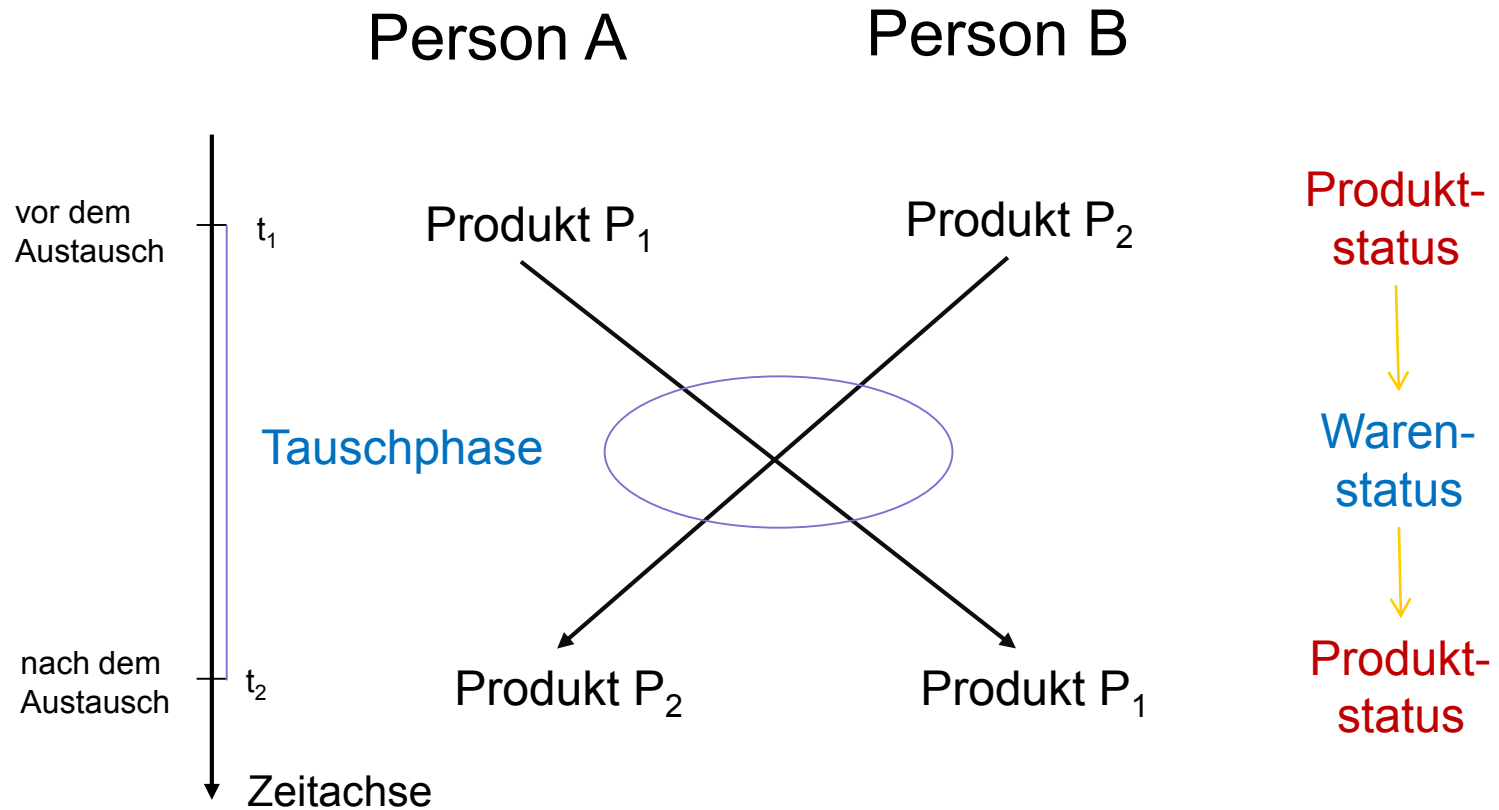 Person A
Person B
vor dem
Austausch
t₁
Produkt P₁
Produkt P₂
Produkt-
status
Tauschphase
Waren-
status
nach dem
Austausch
t₂
Produkt P₂
Produkt P₁
Produkt-
status
Zeitachse